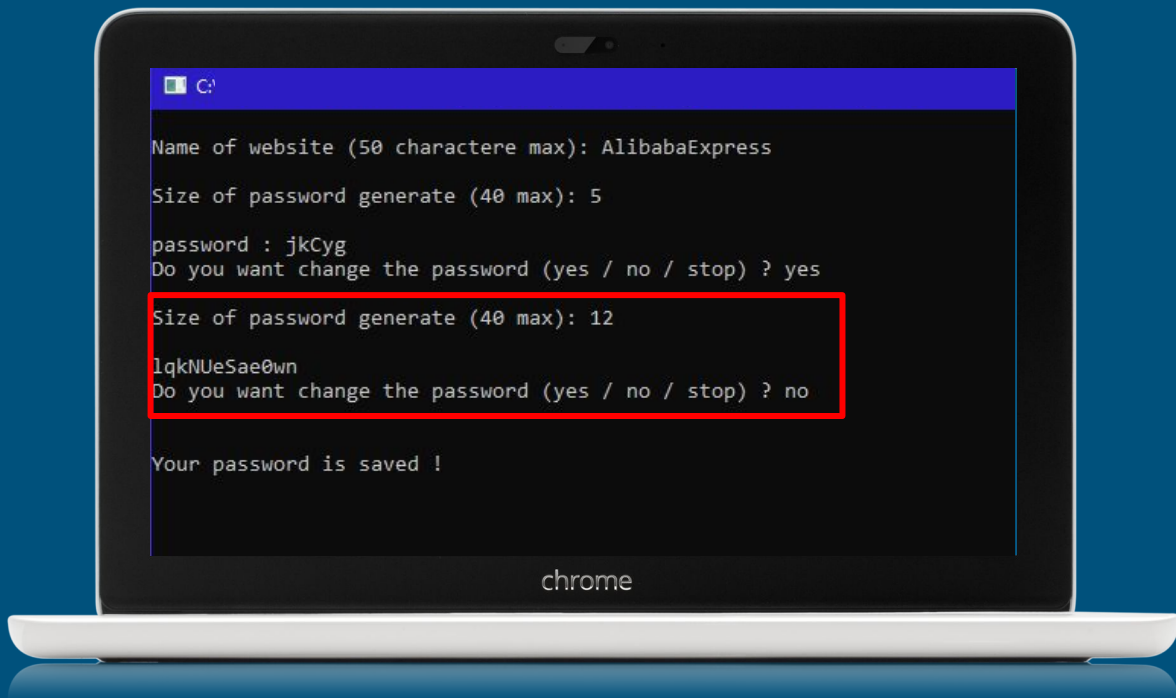 C:\
Name of website (50 charactere max): AlibabaExpress
Size of password generate (40 max): 5
password : jkCyg
Do you want change the password (yes / no / stop) ? yes
Size of password generate (40 max): 12
lqkNUeSae0wn
Do you want change the password (yes / no / stop) ? no
Your password is saved !
chrome